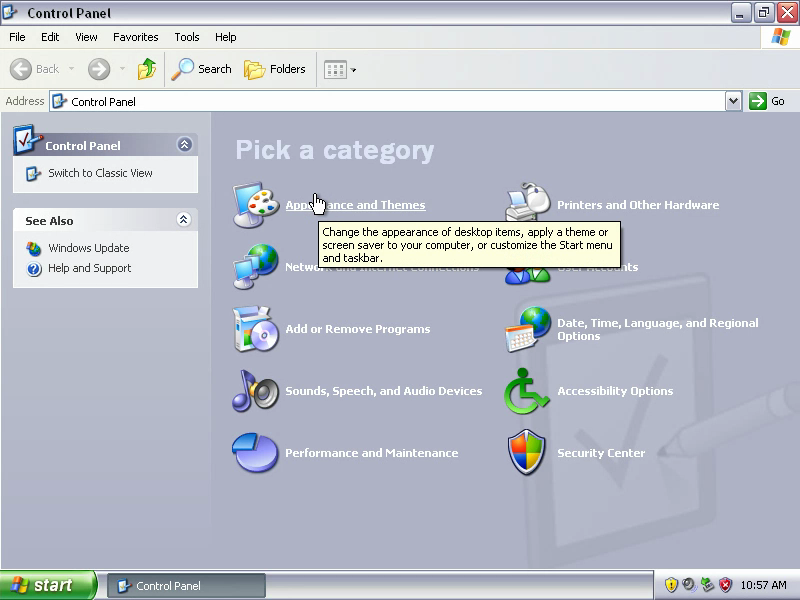 Control Panel
File Edit View Favorites Tools Help
Back Search Folders
Address Control Panel Go
Control Panel
Switch to Classic View
See Also
Windows Update
Help and Support
Pick a category
Appearance and Themes
Printers and Other Hardware
Change the appearance of desktop items, apply a theme or
screen saver to your computer, or customize the Start menu
and taskbar.
Network and Internet Connections
User Accounts
Add or Remove Programs
Date, Time, Language, and Regional
Options
Sounds, Speech, and Audio Devices
Accessibility Options
Performance and Maintenance
Security Center
start Control Panel 10:57 AM